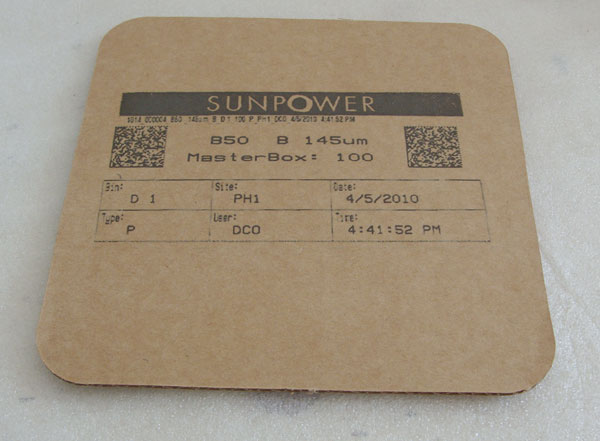 SUNPOWER
B50 B 145um
MasterBox: 100
Bin: Site: Date:
D 1 PH1 4/5/2010
Type: User: Time:
P DCO 4:41:52 PM